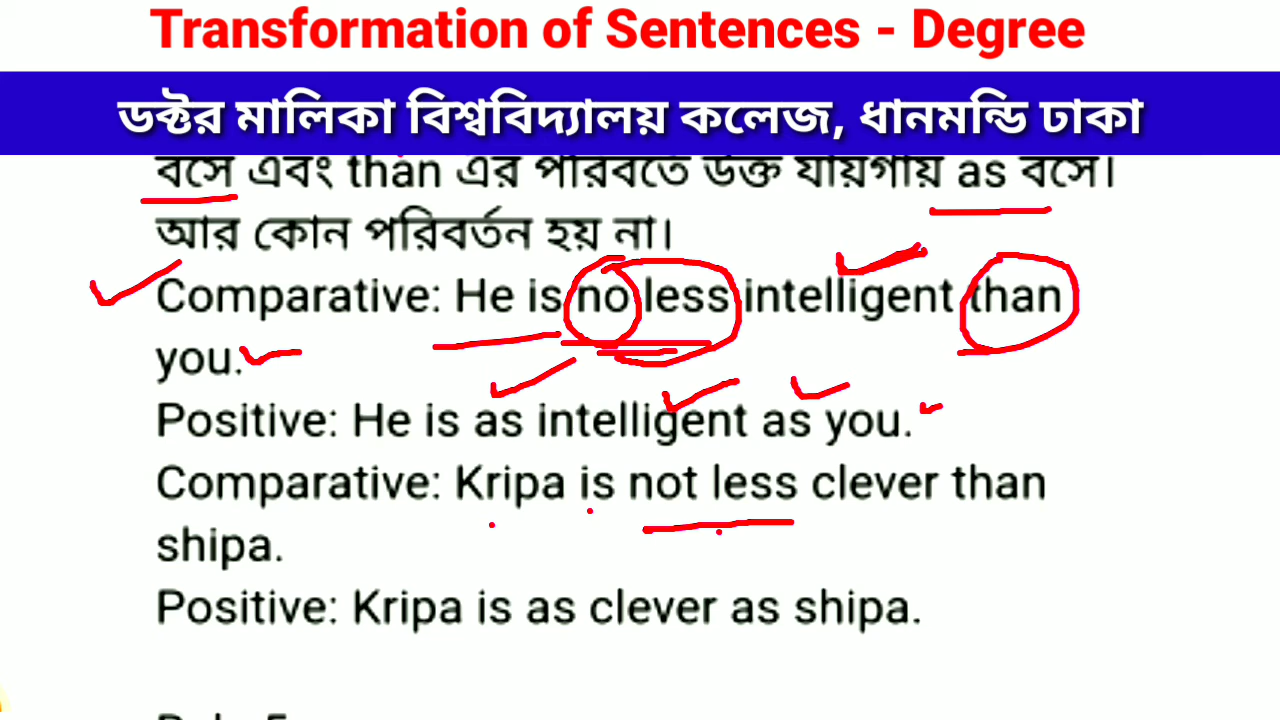 Transformation of Sentences - Degree
ডক্টর মালিকা বিশ্ববিদ্যালয় কলেজ, ধানমন্ডি ঢাকা
বসে এবং than এর পরিবর্তে উক্ত যায়গায় as বসে।
আর কোন পরিবর্তন হয় না।
Comparative: He is no less intelligent than
you.
Positive: He is as intelligent as you.
Comparative: Kripa is not less clever than
shipa.
Positive: Kripa is as clever as shipa.